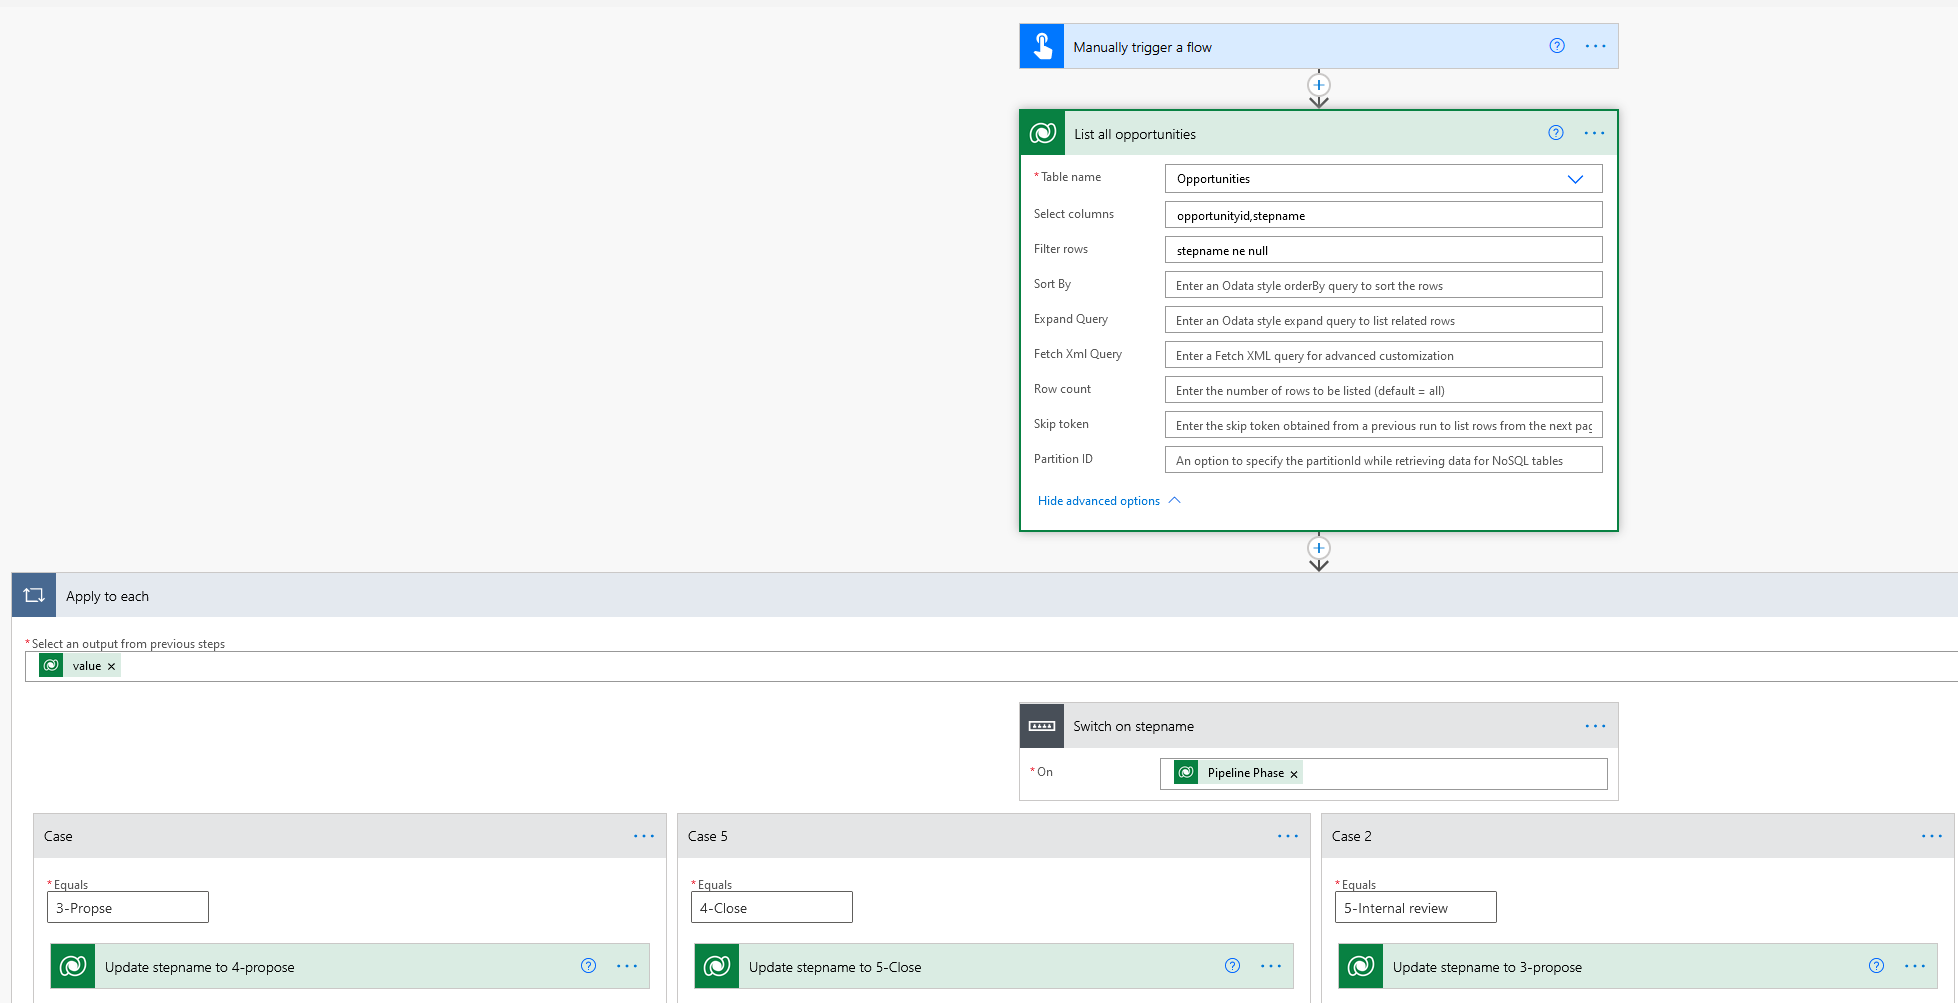 Manually trigger a flow
List all opportunities
* Table name
Opportunities
Select columns
opportunityid,stepname
Filter rows
stepname ne null
Sort By
Enter an Odata style orderBy query to sort the rows
Expand Query
Enter an Odata style expand query to list related rows
Fetch Xml Query
Enter a Fetch XML query for advanced customization
Row count
Enter the number of rows to be listed (default = all)
Skip token
Enter the skip token obtained from a previous run to list rows from the next pag
Partition ID
An option to specify the partitionId while retrieving data for NoSQL tables
Hide advanced options
Apply to each
* Select an output from previous steps
value ×
Switch on stepname
* On
Pipeline Phase ×
Case
Case 5
Case 2
* Equals
* Equals
* Equals
3-Propse
4-Close
5-Internal review
Update stepname to 4-propose
Update stepname to 5-Close
Update stepname to 3-propose